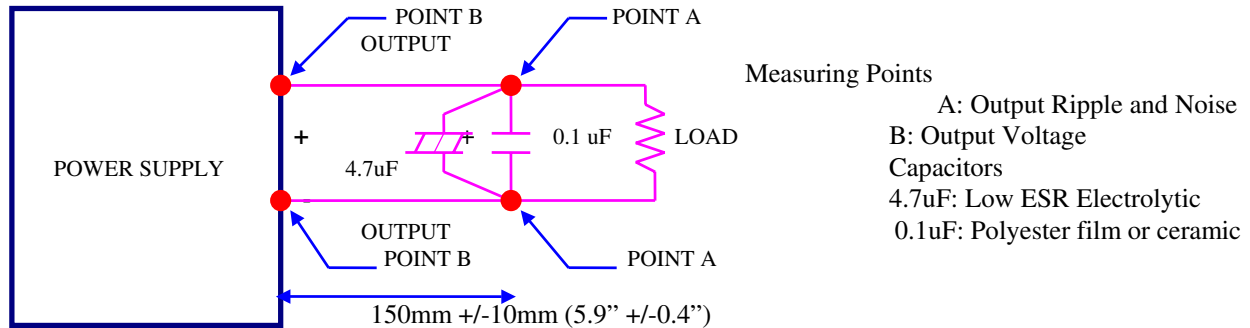 POINT B
OUTPUT
POINT A
Measuring Points
A: Output Ripple and Noise
B: Output Voltage
Capacitors
4.7uF: Low ESR Electrolytic
0.1uF: Polyester film or ceramic
POWER SUPPLY
+
4.7uF
+
0.1 uF
LOAD
-
OUTPUT
POINT B
POINT A
150mm +/-10mm (5.9” +/-0.4”)